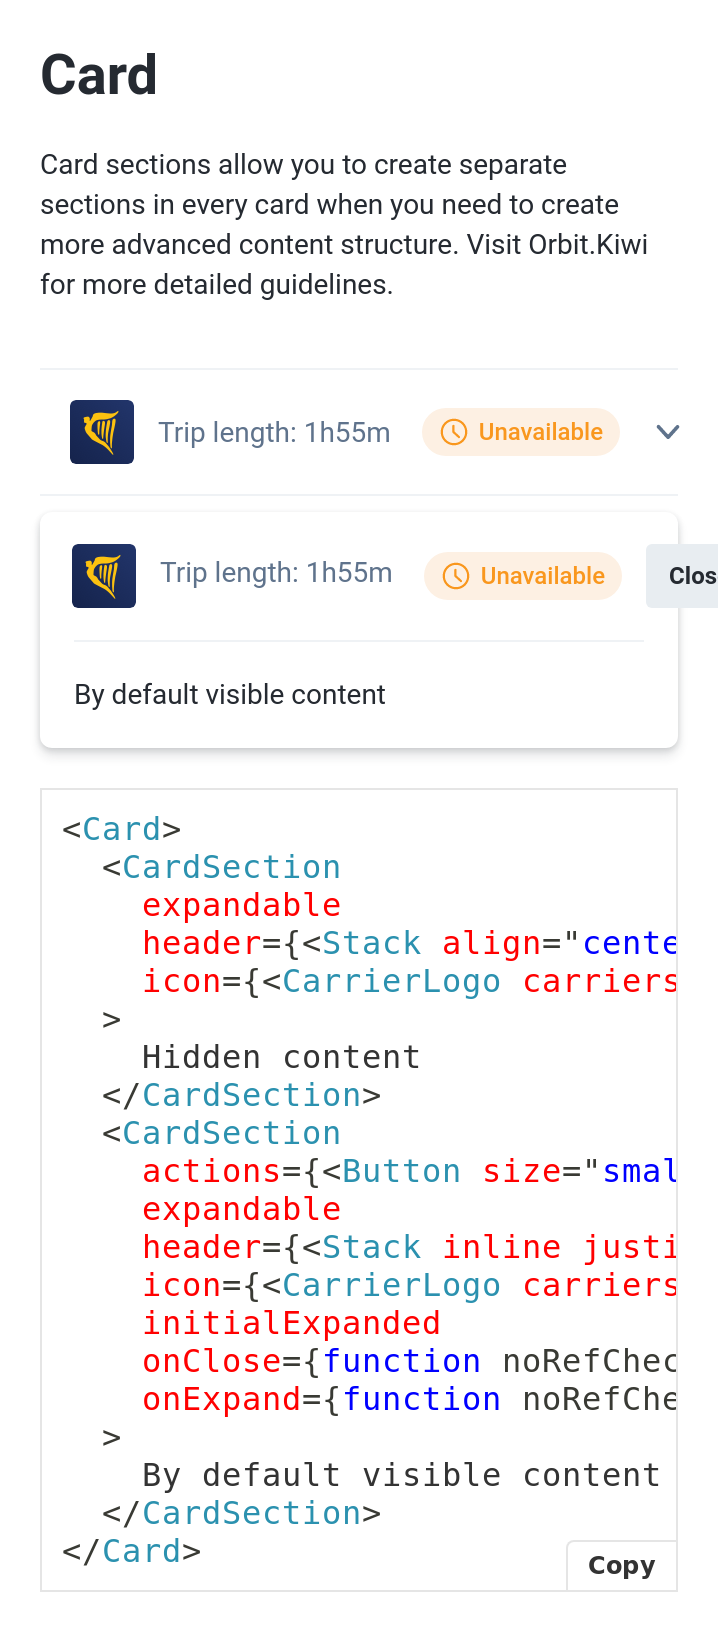 Card
Card sections allow you to create separate
sections in every card when you need to create
more advanced content structure. Visit Orbit.Kiwi
for more detailed guidelines.
Trip length: 1h55m Unavailable
Trip length: 1h55m Unavailable Clos
By default visible content
<Card>
  <CardSection
    expandable
    header={<Stack align="cente
    icon={<CarrierLogo carriers
  >
    Hidden content
  </CardSection>
  <CardSection
    actions={<Button size="smal
    expandable
    header={<Stack inline justi
    icon={<CarrierLogo carriers
    initialExpanded
    onClose={function noRefChec
    onExpand={function noRefChe
  >
    By default visible content
  </CardSection>
</Card>
Copy